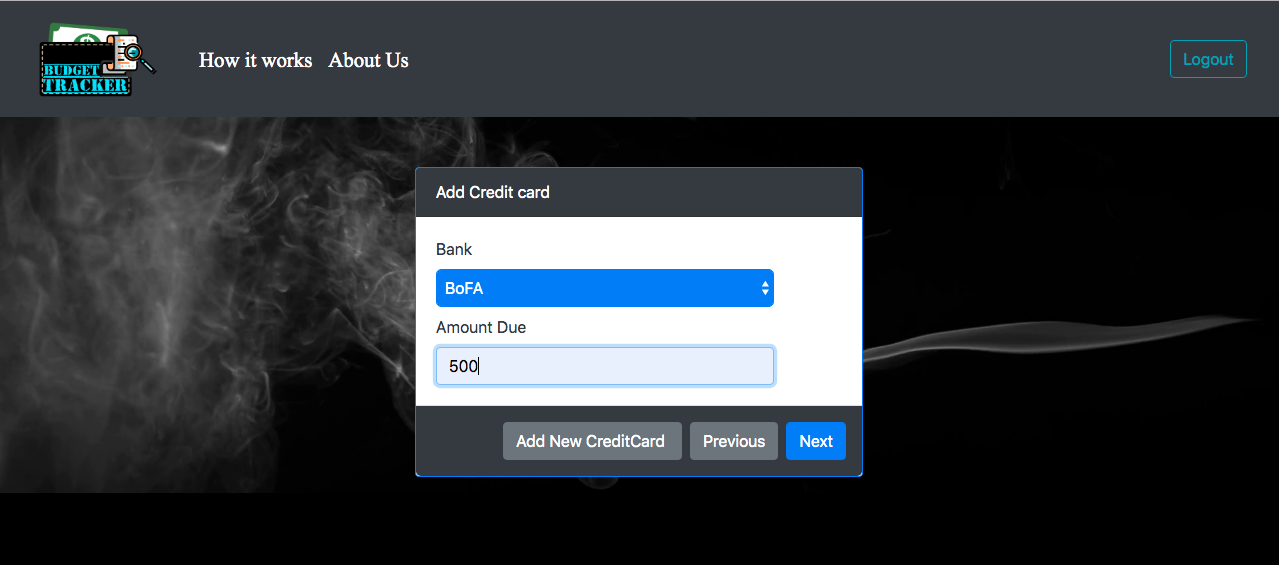 BUDGET
TRACKER
How it works About Us
Logout
Add Credit card
Bank
BoFA
Amount Due
500
Add New CreditCard Previous Next